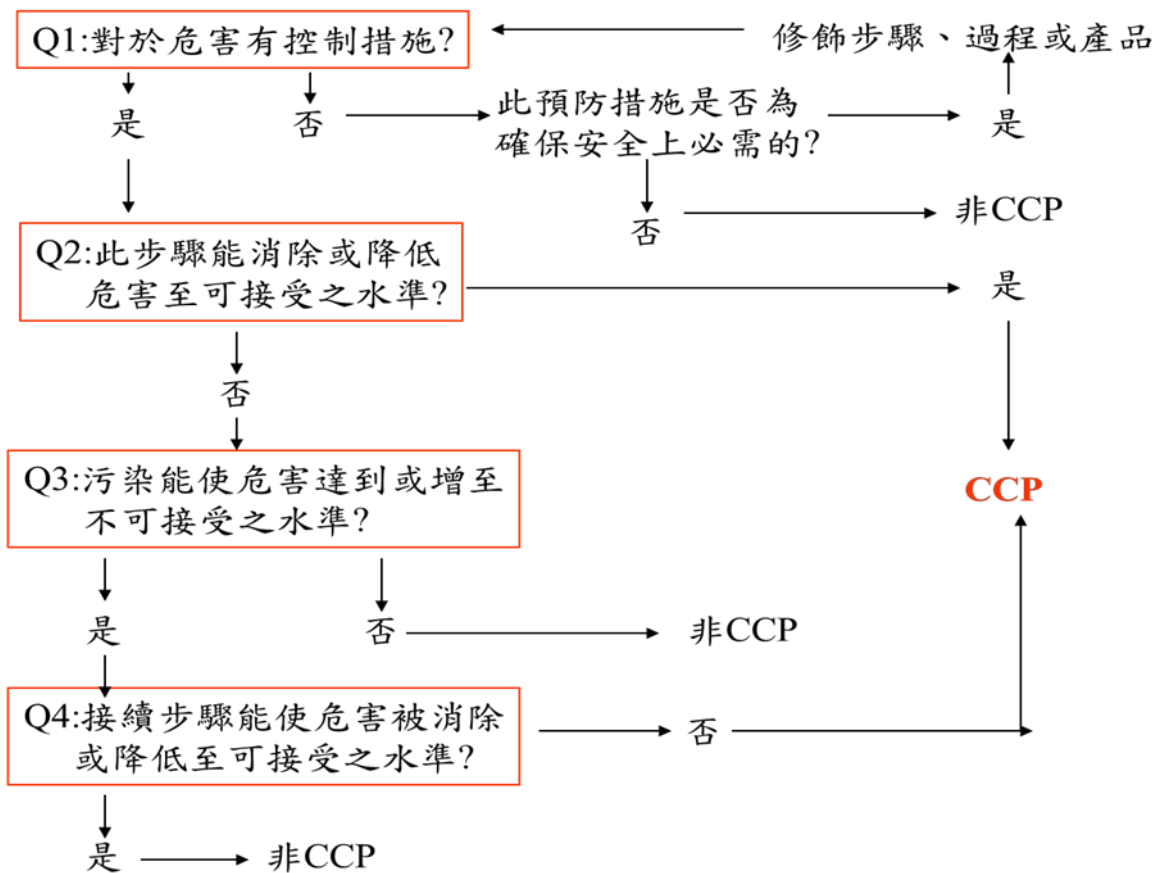 Q1:對於危害有控制措施?
修飾步驟、過程或產品
是
否
此預防措施是否為
確保安全上必需的?
是
否
非CCP
Q2:此步驟能消除或降低
危害至可接受之水準?
是
否
CCP
Q3:污染能使危害達到或增至
不可接受之水準?
是
否
非CCP
Q4:接續步驟能使危害被消除
或降低至可接受之水準?
否
是
非CCP